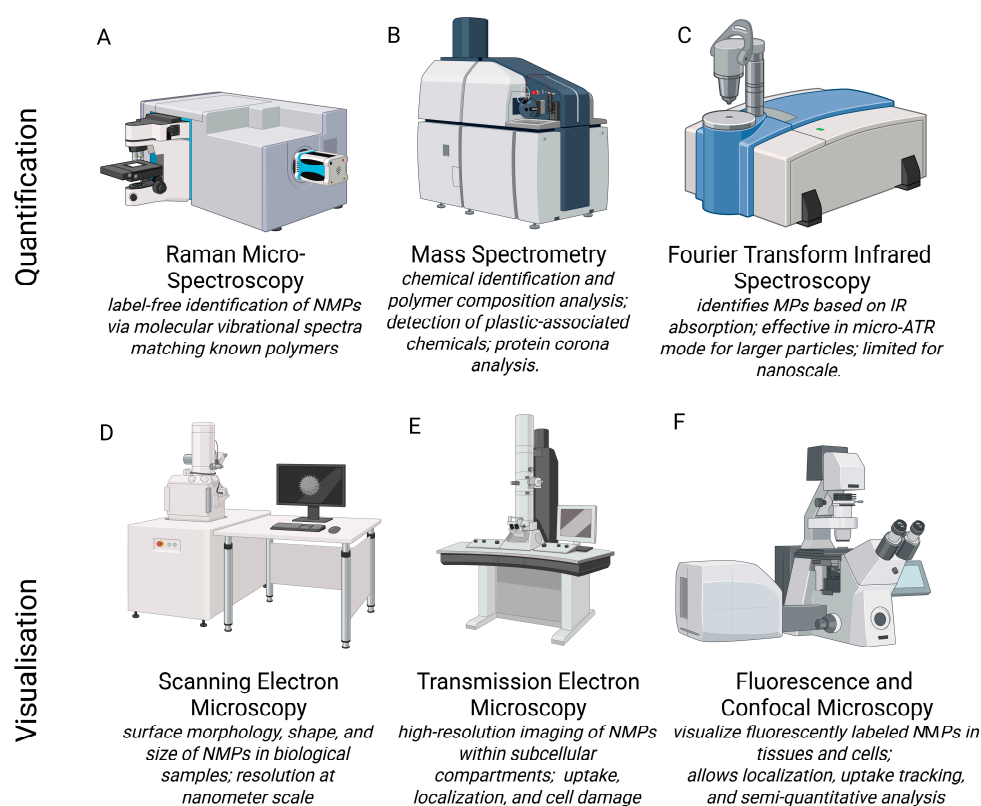 Quantification
A
Raman Micro-
Spectroscopy
label-free identification of NMPs
via molecular vibrational spectra
matching known polymers
B
Mass Spectrometry
chemical identification and
polymer composition analysis;
detection of plastic-associated
chemicals; protein corona
analysis.
C
Fourier Transform Infrared
Spectroscopy
identifies MPs based on IR
absorption; effective in micro-ATR
mode for larger particles; limited for
nanoscale.
Visualisation
D
Scanning Electron
Microscopy
surface morphology, shape, and
size of NMPs in biological
samples; resolution at
nanometer scale
E
Transmission Electron
Microscopy
high-resolution imaging of NMPs
within subcellular
compartments; uptake,
localization, and cell damage
F
Fluorescence and
Confocal Microscopy
visualize fluorescently labeled NMPs in
tissues and cells;
allows localization, uptake tracking,
and semi-quantitative analysis